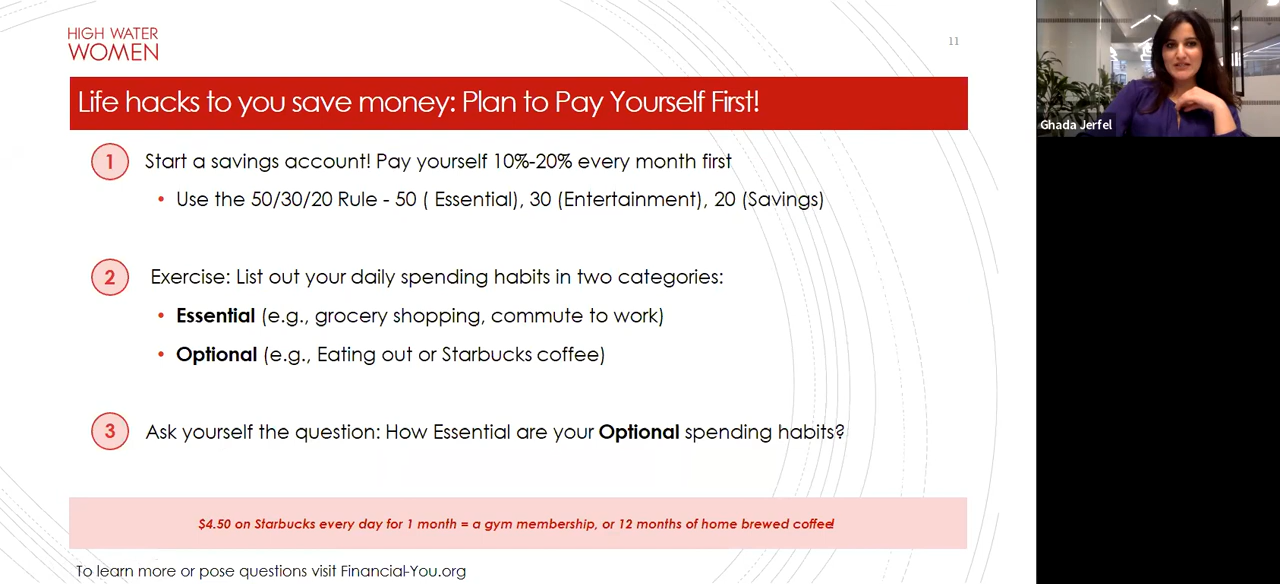 HIGH WATER
WOMEN
11
Life hacks to you save money: Plan to Pay Yourself First!
1 Start a savings account! Pay yourself 10%-20% every month first
• Use the 50/30/20 Rule - 50 ( Essential), 30 (Entertainment), 20 (Savings)
2 Exercise: List out your daily spending habits in two categories:
• Essential (e.g., grocery shopping, commute to work)
• Optional (e.g., Eating out or Starbucks coffee)
3 Ask yourself the question: How Essential are your Optional spending habits?
$4.50 on Starbucks every day for 1 month = a gym membership, or 12 months of home brewed coffee!
To learn more or pose questions visit Financial-You.org
Ghada Jerfel